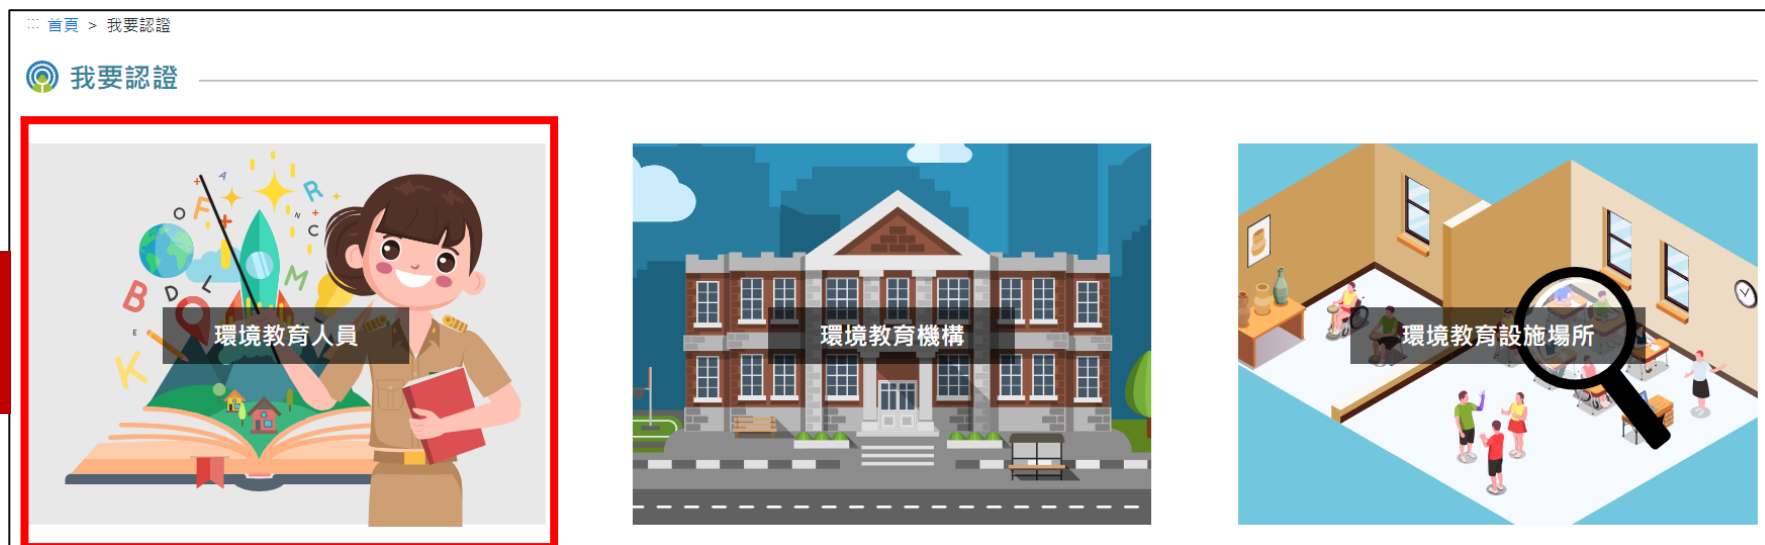 ::: 首頁 > 我要認證
我要認證
A
R
O
F
N
C
L
M
B
D
E
K
環境教育人員
環境教育機構
環境教育設施場所